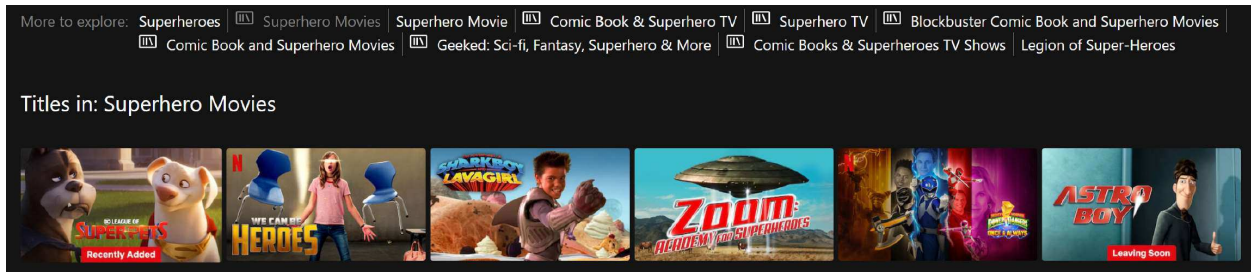 More to explore: Superheroes Superhero Movies Superhero Movie Comic Book & Superhero TV Superhero TV Blockbuster Comic Book and Superhero Movies
Comic Book and Superhero Movies Geeked: Sci-fi, Fantasy, Superhero & More Comic Books & Superheroes TV Shows Legion of Super-Heroes
Titles in: Superhero Movies
DC LEAGUE OF
SUPER-PETS
Recently Added
N
WE CAN BE
HEROES
SHARKBOY
LAVAGIRL
ZOOM:
ACADEMY FOR SUPERHEROES
N
POWER RANGERS
ONCE & ALWAYS
ASTRO
BOY
Leaving Soon